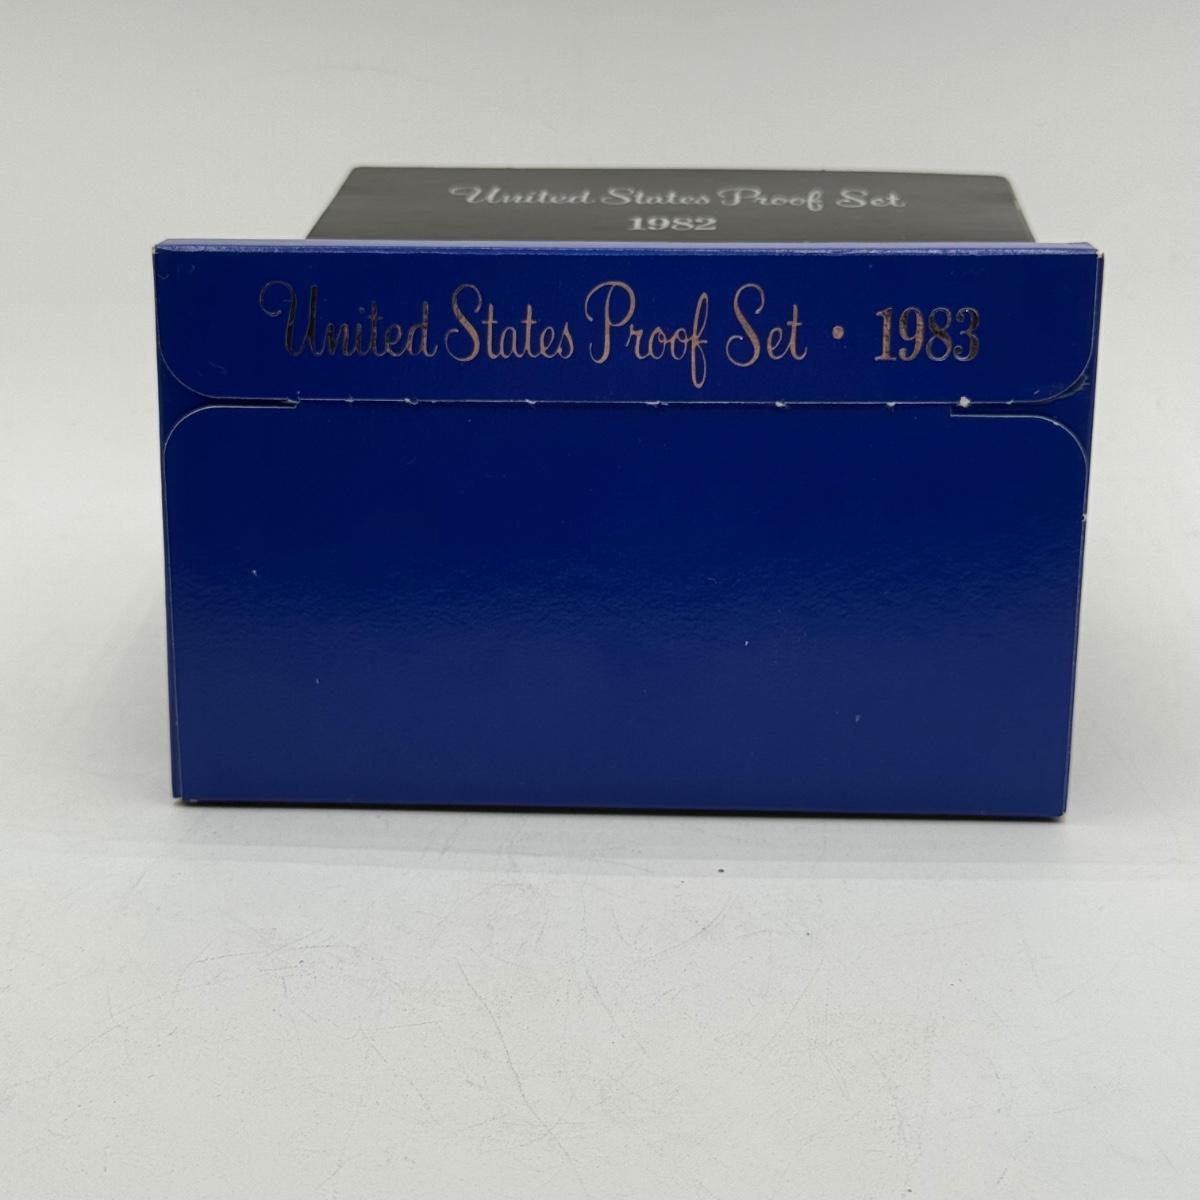 United States Proof Set
1982
United States Proof Set • 1983